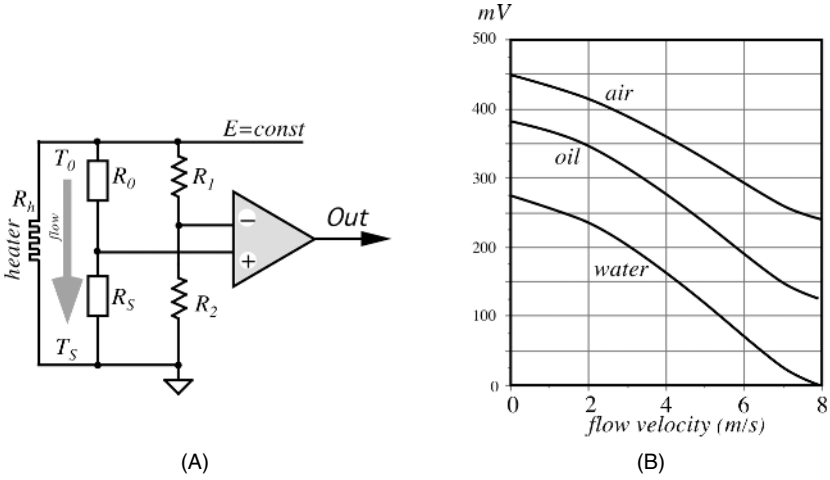 E=const
T0
R0
R1
Rh
heater
flow
−
+
Out
RS
R2
TS
(A)
mV
500
400
300
200
100
0
air
oil
water
0 2 4 6 8
flow velocity (m/s)
(B)